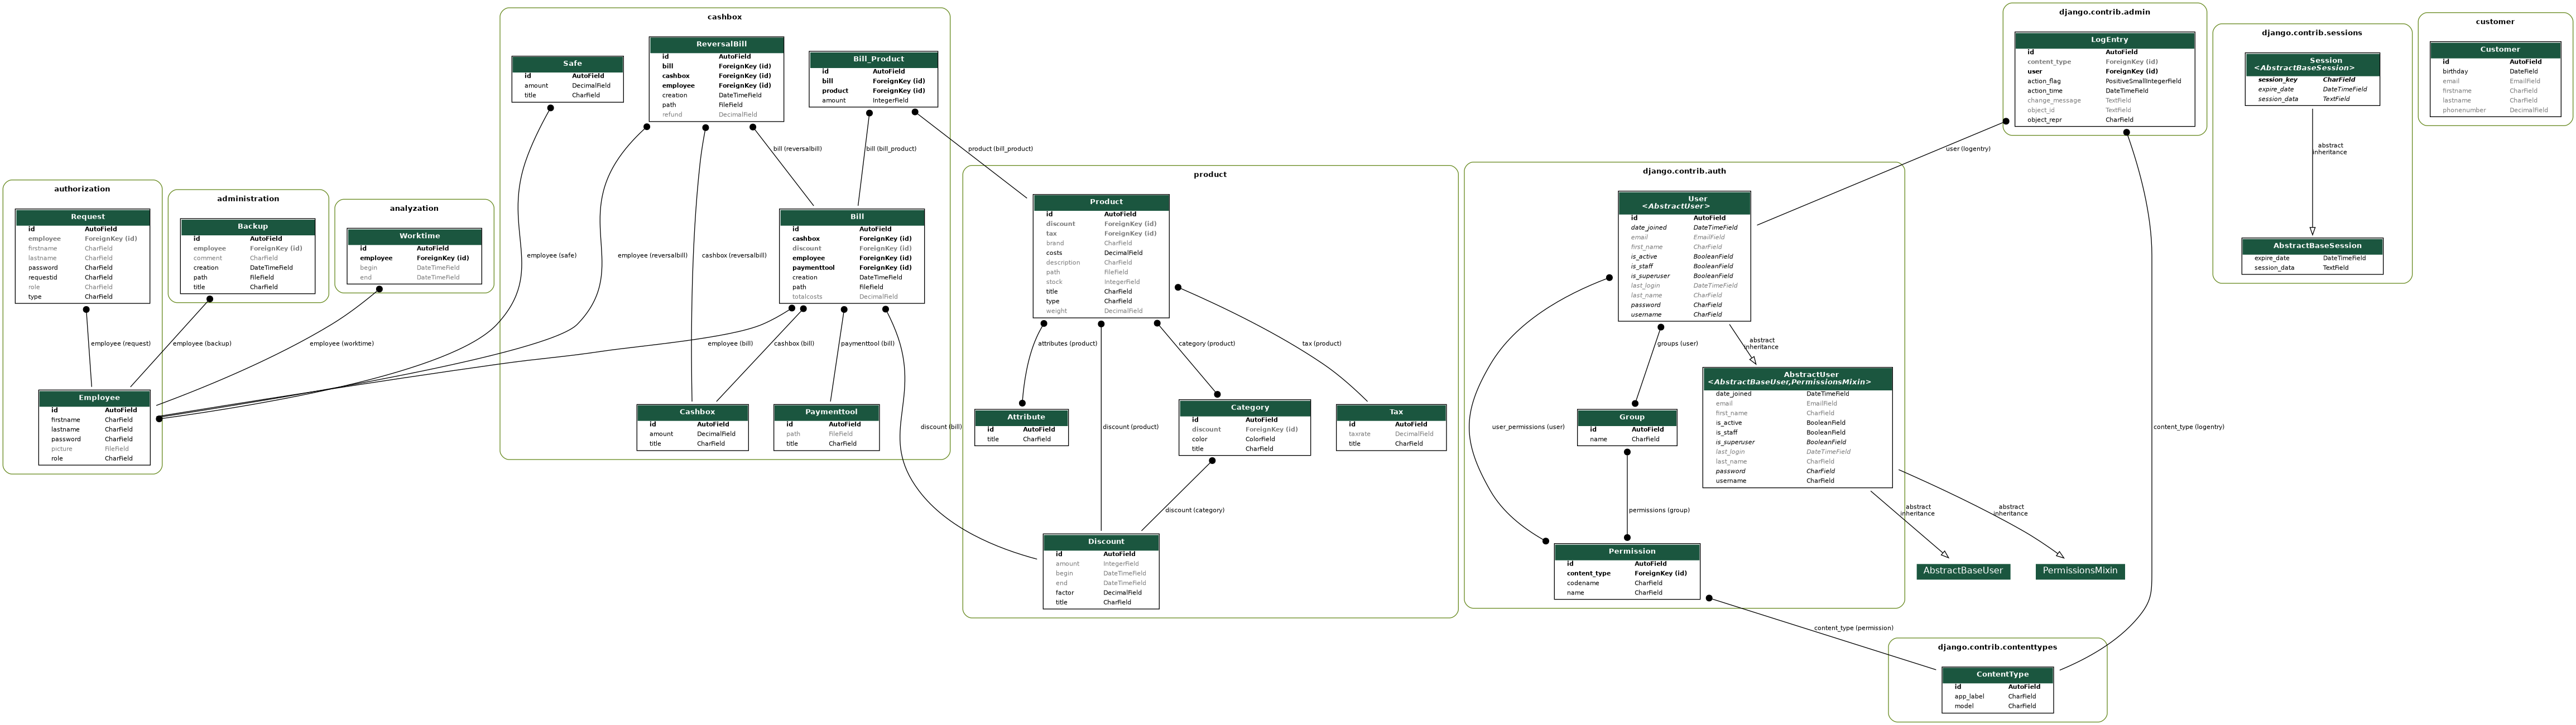 cashbox
Safe
id AutoField
amount DecimalField
title CharField
ReversalBill
id AutoField
bill ForeignKey (id)
cashbox ForeignKey (id)
employee ForeignKey (id)
creation DateTimeField
path FileField
refund DecimalField
Bill_Product
id AutoField
bill ForeignKey (id)
product ForeignKey (id)
amount IntegerField
bill (reversalbill)
bill (bill_product)
product (bill_product)
employee (safe)
employee (reversalbill)
cashbox (reversalbill)
Bill
id AutoField
cashbox ForeignKey (id)
discount ForeignKey (id)
employee ForeignKey (id)
paymenttool ForeignKey (id)
creation DateTimeField
path FileField
totalcosts DecimalField
employee (bill)
cashbox (bill)
paymenttool (bill)
discount (bill)
Cashbox
id AutoField
amount DecimalField
title CharField
Paymenttool
id AutoField
path FileField
title CharField
authorization
Request
id AutoField
employee ForeignKey (id)
firstname CharField
lastname CharField
password CharField
requestid CharField
role CharField
type CharField
employee (request)
Employee
id AutoField
firstname CharField
lastname CharField
password CharField
picture FileField
role CharField
administration
Backup
id AutoField
employee ForeignKey (id)
comment CharField
creation DateTimeField
path FileField
title CharField
employee (backup)
analyzation
Worktime
id AutoField
employee ForeignKey (id)
begin DateTimeField
end DateTimeField
employee (worktime)
product
Product
id AutoField
discount ForeignKey (id)
tax ForeignKey (id)
brand CharField
costs DecimalField
description CharField
path FileField
stock IntegerField
title CharField
type CharField
weight DecimalField
attributes (product)
category (product)
tax (product)
discount (product)
Attribute
id AutoField
title CharField
Category
id AutoField
discount ForeignKey (id)
color ColorField
title CharField
Tax
id AutoField
taxrate DecimalField
title CharField
discount (category)
Discount
id AutoField
amount IntegerField
begin DateTimeField
end DateTimeField
factor DecimalField
title CharField
django.contrib.auth
User
<AbstractUser>
id AutoField
date_joined DateTimeField
email EmailField
first_name CharField
is_active BooleanField
is_staff BooleanField
is_superuser BooleanField
last_login DateTimeField
last_name CharField
password CharField
username CharField
groups (user)
abstract
inheritance
user_permissions (user)
AbstractUser
<AbstractBaseUser,PermissionsMixin>
date_joined DateTimeField
email EmailField
first_name CharField
is_active BooleanField
is_staff BooleanField
is_superuser BooleanField
last_login DateTimeField
last_name CharField
password CharField
username CharField
Group
id AutoField
name CharField
permissions (group)
abstract
inheritance
abstract
inheritance
Permission
id AutoField
content_type ForeignKey (id)
codename CharField
name CharField
AbstractBaseUser
PermissionsMixin
content_type (permission)
django.contrib.contenttypes
ContentType
id AutoField
app_label CharField
model CharField
django.contrib.admin
LogEntry
id AutoField
content_type ForeignKey (id)
user ForeignKey (id)
action_flag PositiveSmallIntegerField
action_time DateTimeField
change_message TextField
object_id TextField
object_repr CharField
user (logentry)
content_type (logentry)
django.contrib.sessions
Session
<AbstractBaseSession>
session_key CharField
expire_date DateTimeField
session_data TextField
abstract
inheritance
AbstractBaseSession
expire_date DateTimeField
session_data TextField
customer
Customer
id AutoField
birthday DateField
email EmailField
firstname CharField
lastname CharField
phonenumber DecimalField